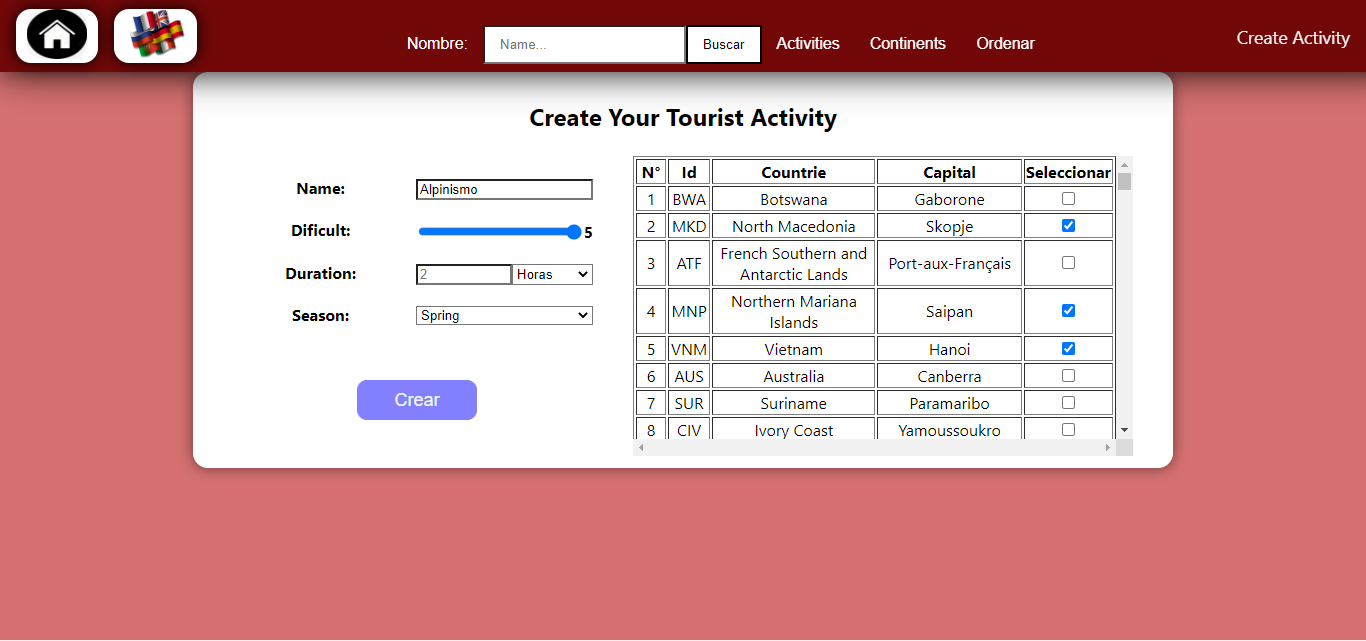 Nombre: Name... Buscar Activities Continents Ordenar Create Activity
Create Your Tourist Activity
Name: Alpinismo
Dificult: 5
Duration: 2 Horas
Season: Spring
Crear
N° Id Countrie Capital Seleccionar
1 BWA Botswana Gaborone
2 MKD North Macedonia Skopje
3 ATF French Southern and Antarctic Lands Port-aux-Français
4 MNP Northern Mariana Islands Saipan
5 VNM Vietnam Hanoi
6 AUS Australia Canberra
7 SUR Suriname Paramaribo
8 CIV Ivory Coast Yamoussoukro